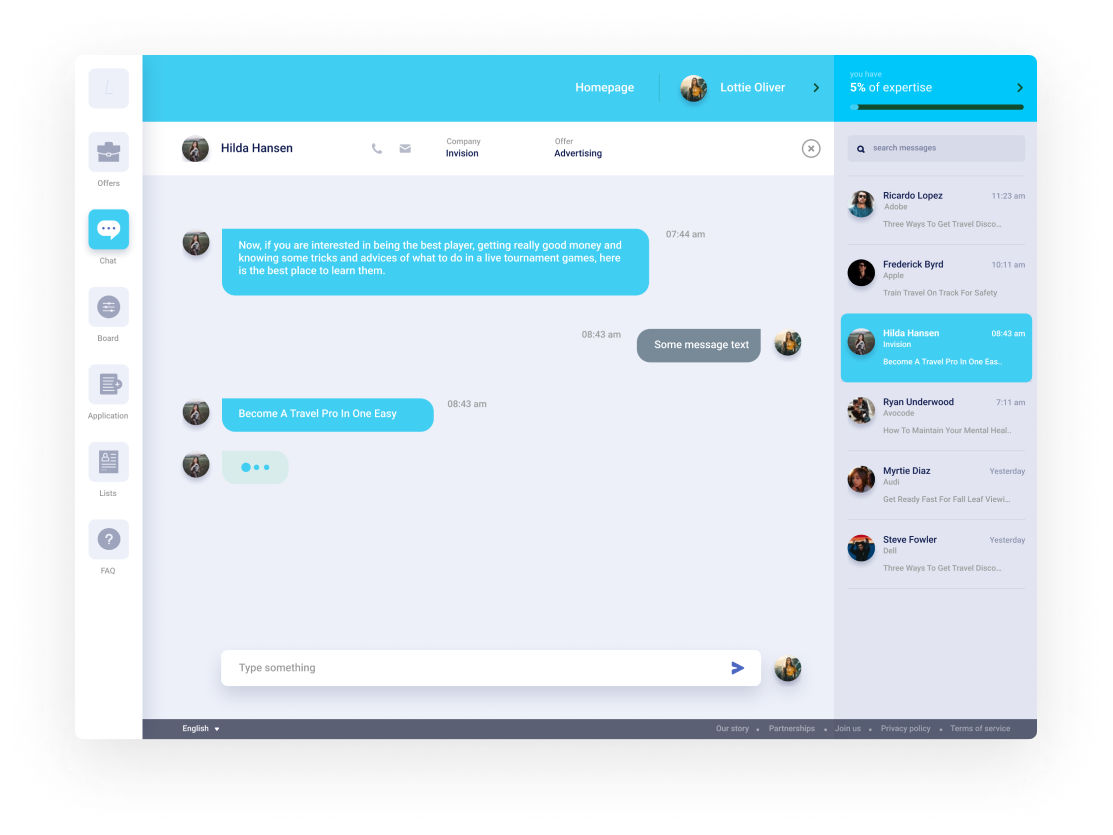 L
Offers
Chat
Board
Application
Lists
FAQ
Homepage
Lottie Oliver
you have
5% of expertise
Hilda Hansen
Company
Invision
Offer
Advertising
07:44 am
Now, if you are interested in being the best player, getting really good money and
knowing some tricks and advices of what to do in a live tournament games, here
is the best place to learn them.
08:43 am
Some message text
Become A Travel Pro In One Easy
08:43 am
Type something
search messages
Ricardo Lopez
11:23 am
Adobe
Three Ways To Get Travel Disco...
Frederick Byrd
10:11 am
Apple
Train Travel On Track For Safety
Hilda Hansen
08:43 am
Invision
Become A Travel Pro In One Eas..
Ryan Underwood
7:11 am
Avocode
How To Maintain Your Mental Heal..
Myrtie Diaz
Yesterday
Audi
Get Ready Fast For Fall Leaf Viewi...
Steve Fowler
Yesterday
Dell
Three Ways To Get Travel Disco...
English
Our story • Partnerships • Join us • Privacy policy • Terms of service